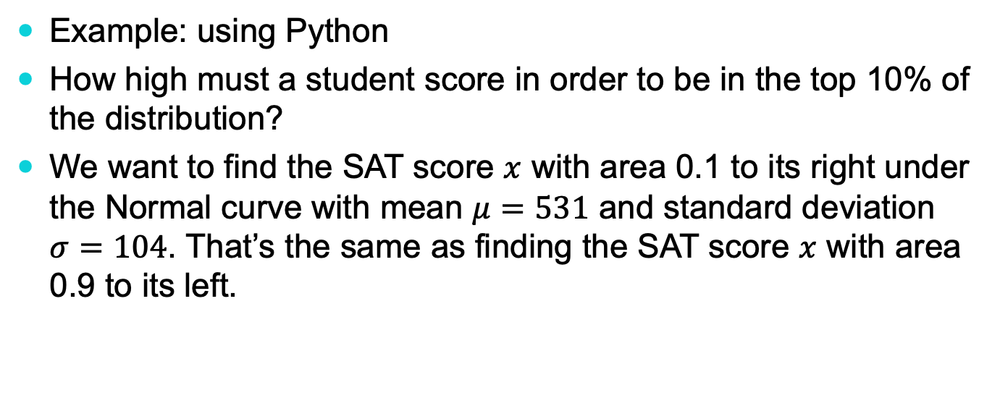 • Example: using Python
• How high must a student score in order to be in the top 10% of
the distribution?
• We want to find the SAT score 𝑥 with area 0.1 to its right under
the Normal curve with mean 𝜇 = 531 and standard deviation
𝜎 = 104. That’s the same as finding the SAT score 𝑥 with area
0.9 to its left.